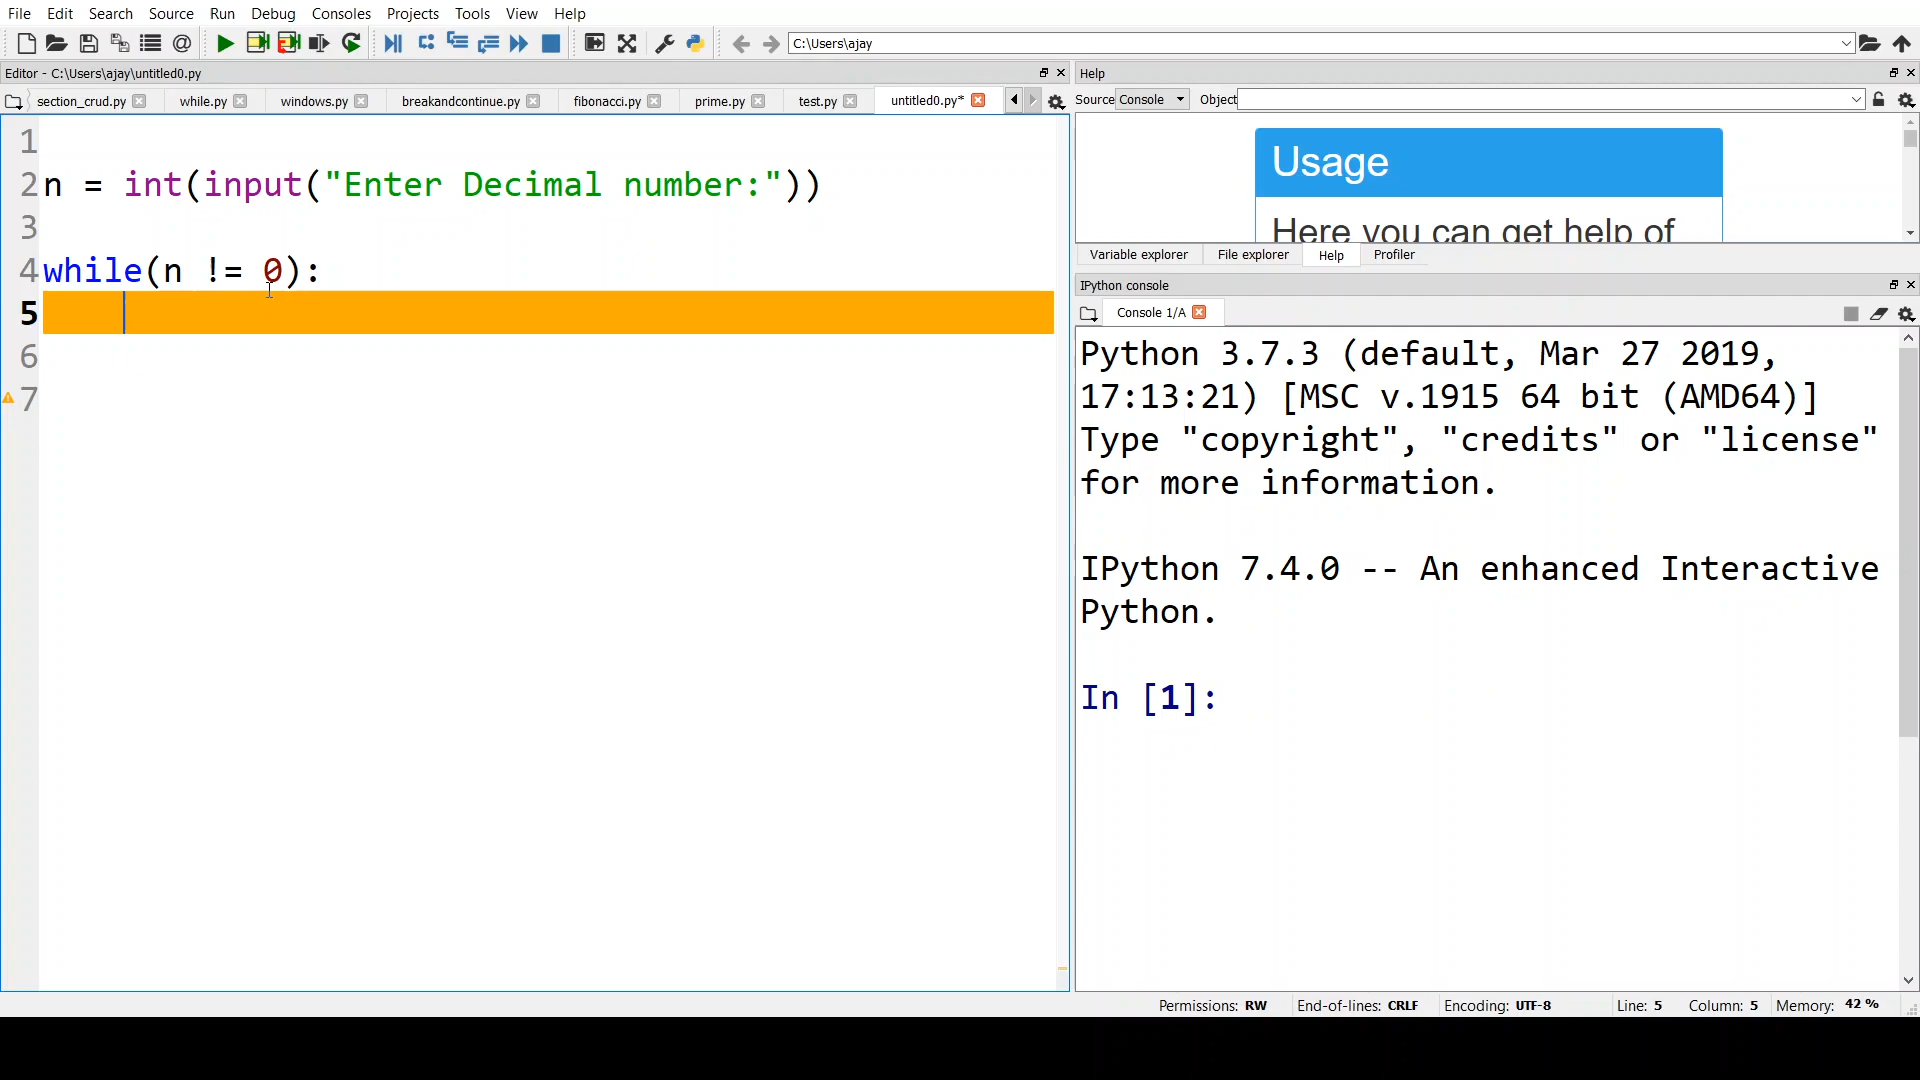 File Edit Search Source Run Debug Consoles Projects Tools View Help
C:\Users\ajay
Editor - C:\Users\ajay\untitled0.py
section_crud.py while.py windows.py breakandcontinue.py fibonacci.py prime.py test.py untitled0.py*
1
2 n = int(input("Enter Decimal number:"))
3
4 while(n != 0):
5
6
7
Help
Source Console Object
Usage
Here you can get help of
Variable explorer File explorer Help Profiler
IPython console
Console 1/A
Python 3.7.3 (default, Mar 27 2019,
17:13:21) [MSC v.1915 64 bit (AMD64)]
Type "copyright", "credits" or "license"
for more information.
IPython 7.4.0 -- An enhanced Interactive
Python.
In [1]:
Permissions: RW End-of-lines: CRLF Encoding: UTF-8 Line: 5 Column: 5 Memory: 42 %